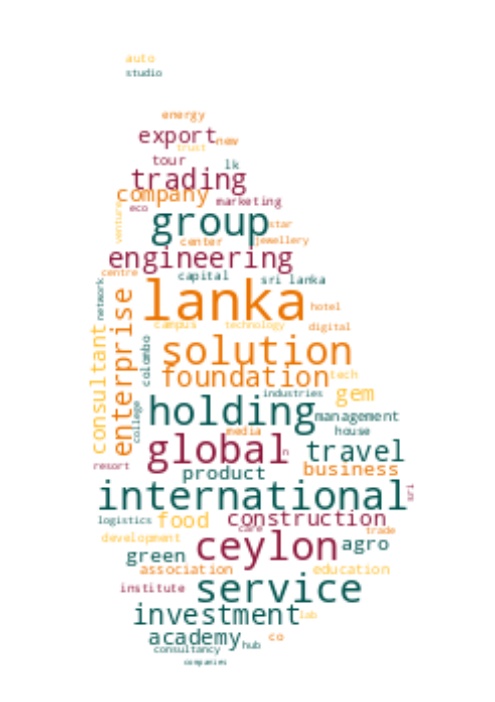 auto
studio
energy
export new
trust
tour lk
trading
company marketing
eco
venture
group star
center jewellery
engineering
centre capital sri lanka
network
lanka hotel
enterprise
campus technology digital
consultant
colombo
solution
foundation tech
industries gem
college
holding management
media house
global n travel
resort product business
international sri
logistics food construction
care trade
development ceylon agro
green
association education
institute service
investment lab
academy hub co
consultancy
companies